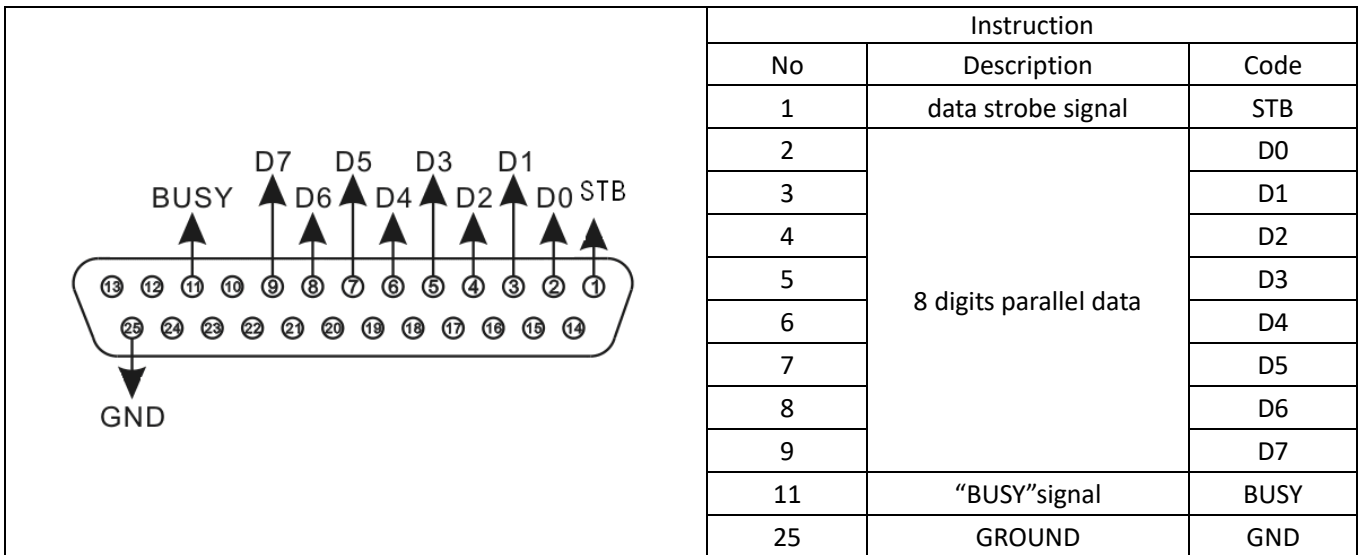 D7 D5 D3 D1
BUSY D6 D4 D2 D0 STB
13 12 11 10 9 8 7 6 5 4 3 2 1
25 24 23 22 21 20 19 18 17 16 15 14
GND
Instruction
No Description Code
1 data strobe signal STB
2 D0
3 D1
4 D2
5 D3
8 digits parallel data
6 D4
7 D5
8 D6
9 D7
11 “BUSY”signal BUSY
25 GROUND GND